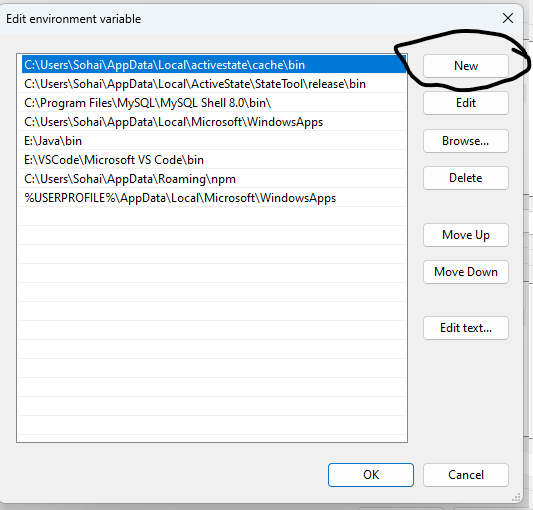 Edit environment variable
C:\Users\Sohai\AppData\Local\activestate\cache\bin
New
C:\Users\Sohai\AppData\Local\ActiveState\StateTool\release\bin
C:\Program Files\MySQL\MySQL Shell 8.0\bin\
Edit
C:\Users\Sohai\AppData\Local\Microsoft\WindowsApps
E:\Java\bin
Browse...
E:\VSCode\Microsoft VS Code\bin
C:\Users\Sohai\AppData\Roaming\npm
Delete
%USERPROFILE%\AppData\Local\Microsoft\WindowsApps
Move Up
Move Down
Edit text...
OK
Cancel